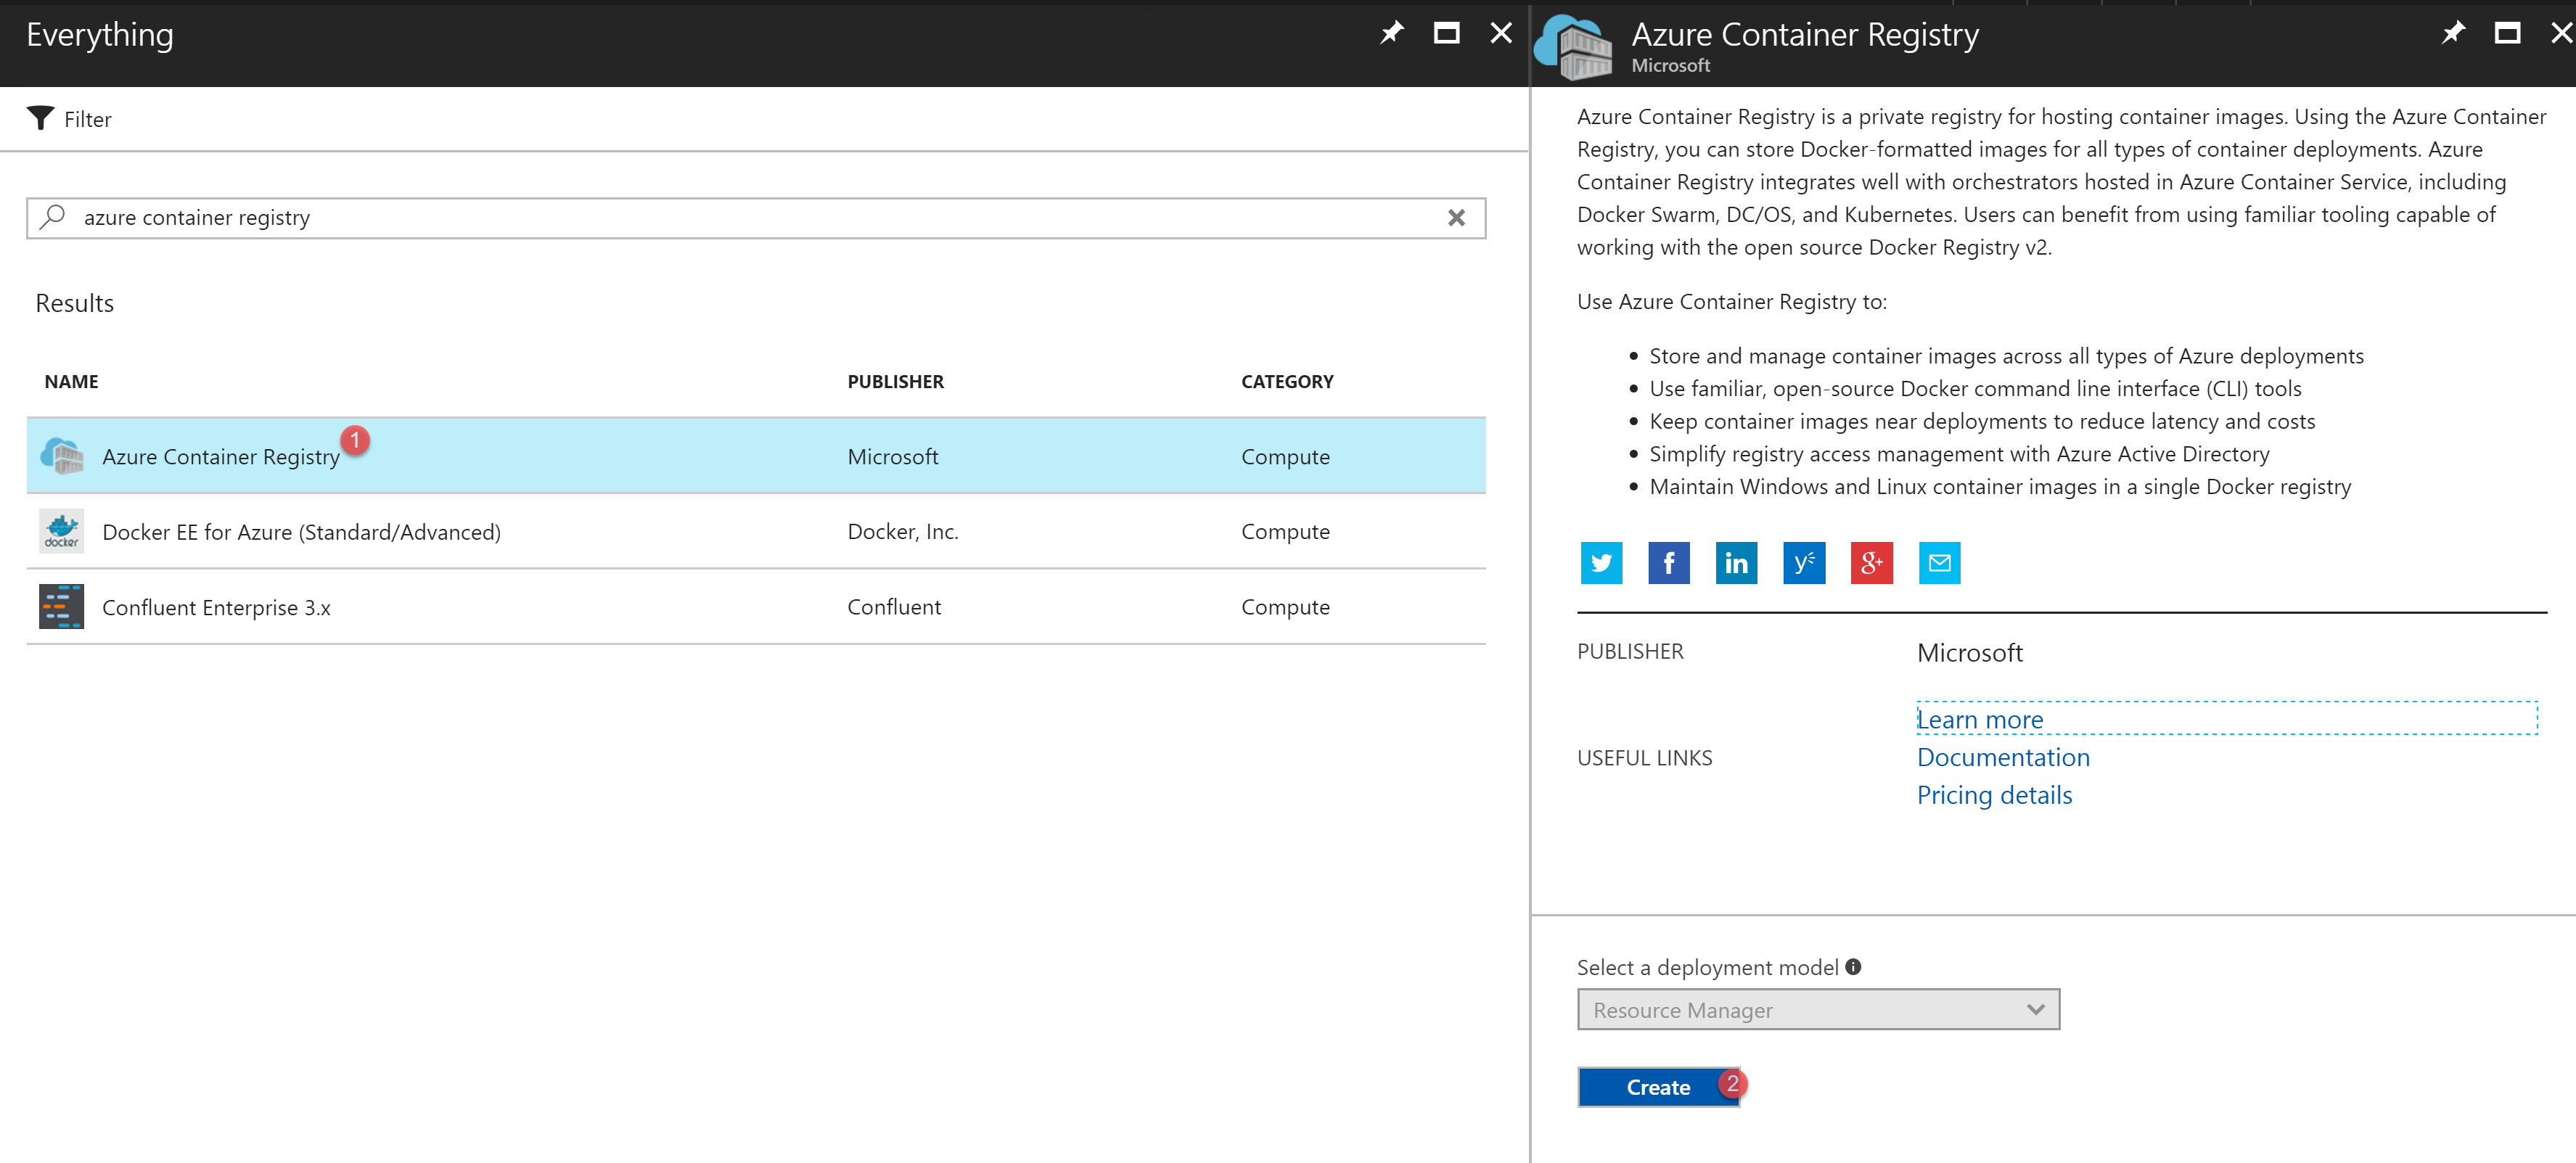 Everything
Filter
azure container registry
Results
NAME PUBLISHER CATEGORY
Azure Container Registry 1 Microsoft Compute
docker Docker EE for Azure (Standard/Advanced) Docker, Inc. Compute
Confluent Enterprise 3.x Confluent Compute
Azure Container Registry
Microsoft
Azure Container Registry is a private registry for hosting container images. Using the Azure Container
Registry, you can store Docker-formatted images for all types of container deployments. Azure
Container Registry integrates well with orchestrators hosted in Azure Container Service, including
Docker Swarm, DC/OS, and Kubernetes. Users can benefit from using familiar tooling capable of
working with the open source Docker Registry v2.
Use Azure Container Registry to:
• Store and manage container images across all types of Azure deployments
• Use familiar, open-source Docker command line interface (CLI) tools
• Keep container images near deployments to reduce latency and costs
• Simplify registry access management with Azure Active Directory
• Maintain Windows and Linux container images in a single Docker registry
f in y g+
PUBLISHER Microsoft
Learn more
USEFUL LINKS Documentation
Pricing details
Select a deployment model
Resource Manager
Create 2